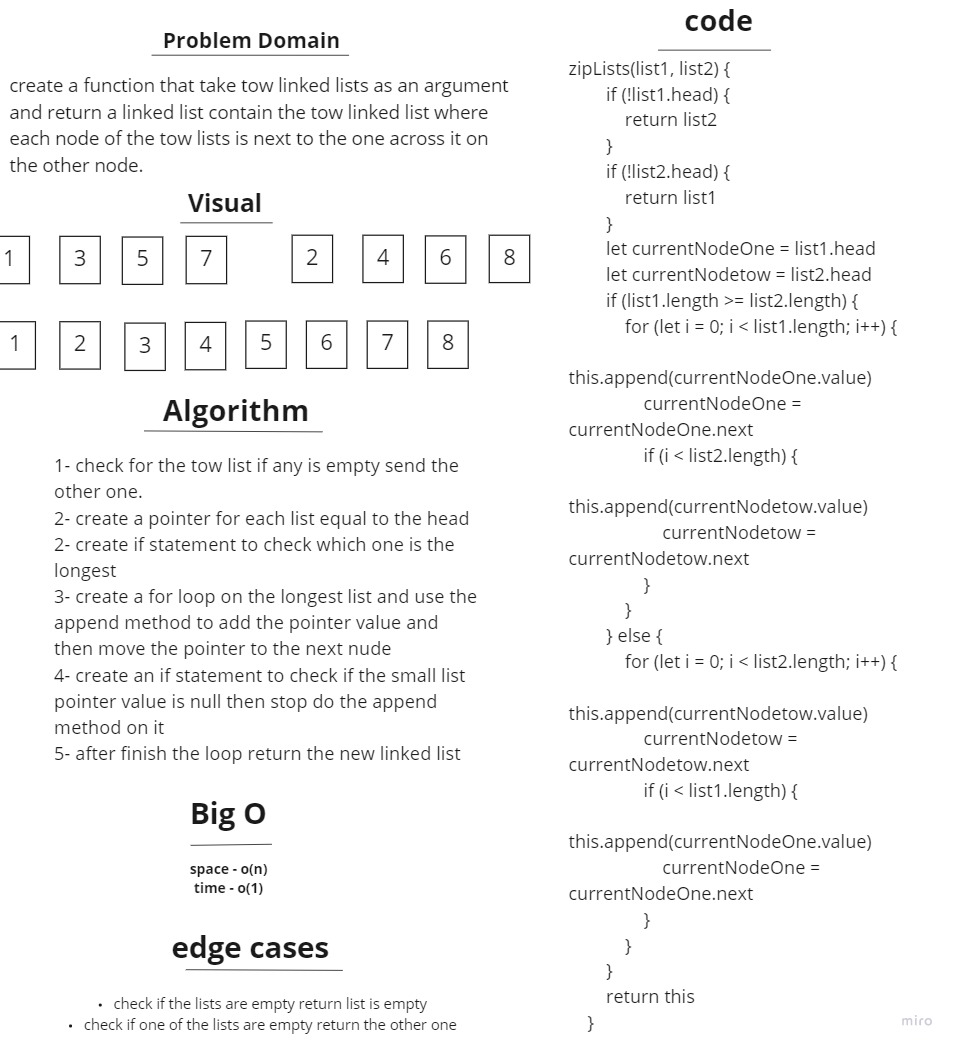 Problem Domain
create a function that take tow linked lists as an argument
and return a linked list contain the tow linked list where
each node of the tow lists is next to the one across it on
the other node.
Visual
1 3 5 7 2 4 6 8
1 2 3 4 5 6 7 8
Algorithm
1- check for the tow list if any is empty send the
other one.
2- create a pointer for each list equal to the head
2- create if statement to check which one is the
longest
3- create a for loop on the longest list and use the
append method to add the pointer value and
then move the pointer to the next nude
4- create an if statement to check if the small list
pointer value is null then stop do the append
method on it
5- after finish the loop return the new linked list
Big O
space - o(n)
time - o(1)
edge cases
• check if the lists are empty return list is empty
• check if one of the lists are empty return the other one
code
zipLists(list1, list2) {
if (!list1.head) {
return list2
}
if (!list2.head) {
return list1
}
let currentNodeOne = list1.head
let currentNodetow = list2.head
if (list1.length >= list2.length) {
for (let i = 0; i < list1.length; i++) {
this.append(currentNodeOne.value)
currentNodeOne =
currentNodeOne.next
if (i < list2.length) {
this.append(currentNodetow.value)
currentNodetow =
currentNodetow.next
}
}
} else {
for (let i = 0; i < list2.length; i++) {
this.append(currentNodetow.value)
currentNodetow =
currentNodetow.next
if (i < list1.length) {
this.append(currentNodeOne.value)
currentNodeOne =
currentNodeOne.next
}
}
}
return this
}
miro